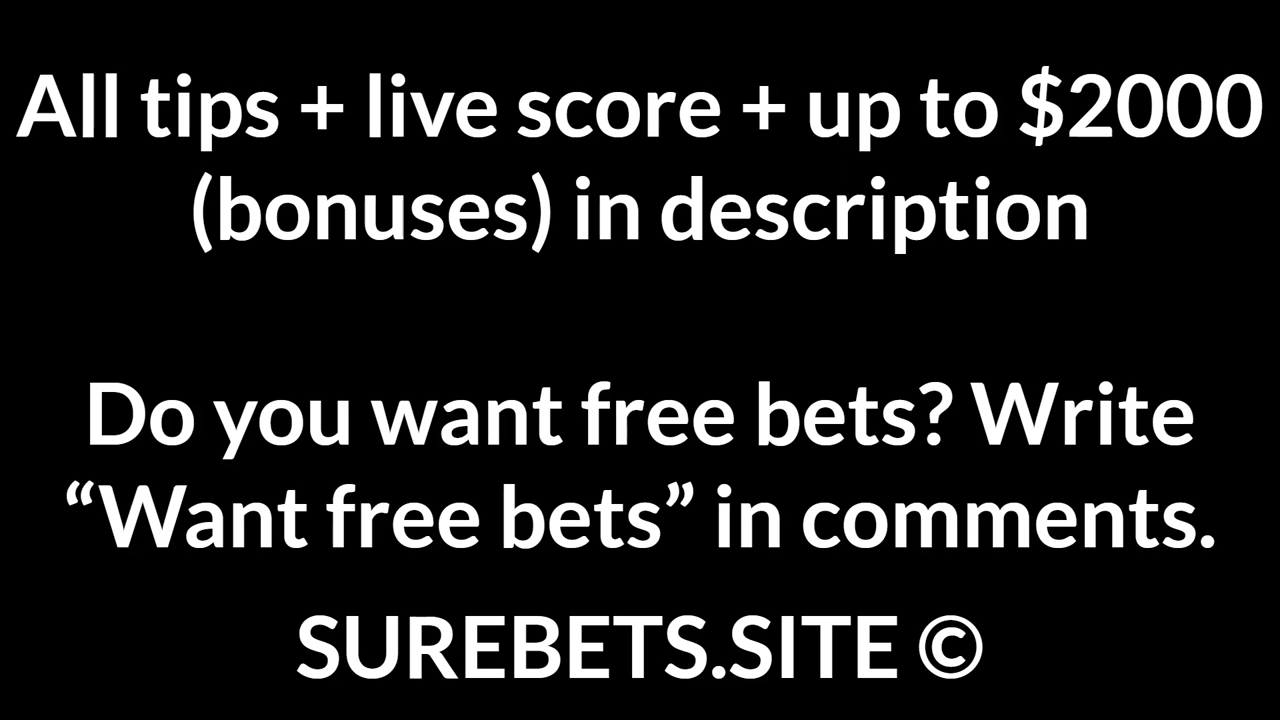 All tips + live score + up to $2000
(bonuses) in description
Do you want free bets? Write
“Want free bets” in comments.
SUREBETS.SITE ©